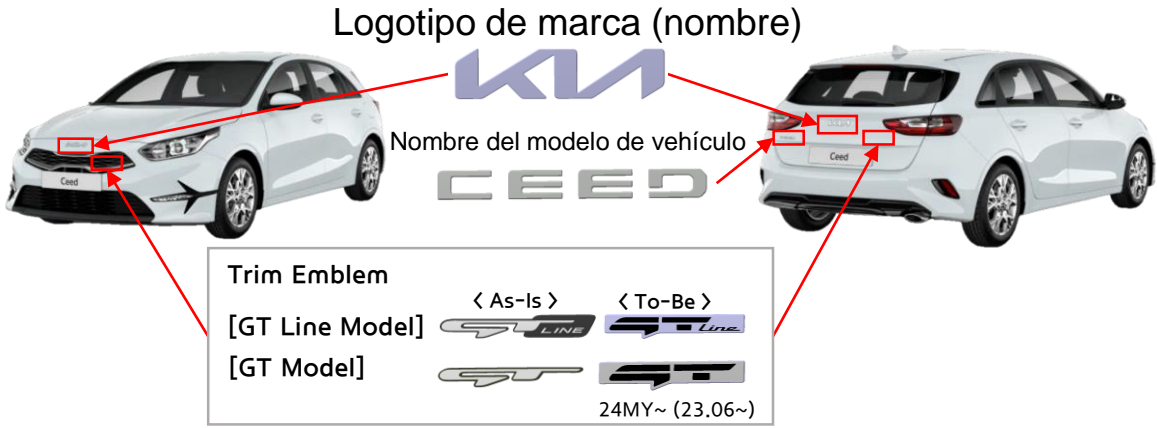 Logotipo de marca (nombre)
KIA
Nombre del modelo de vehículo
CEED
Ceed
Ceed
Trim Emblem
< As-Is > < To-Be >
[GT Line Model] GT LINE GT Line
[GT Model] GT GT
24MY~ (23.06~)